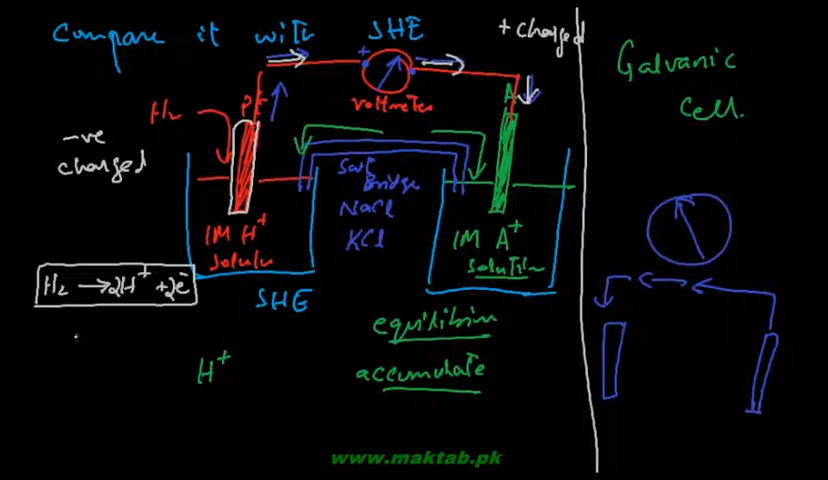 Compare it with SHE
+ charged
Galvanic
Cell.
H₂
Pt
+
voltmeter
A
-ve
charged
Salt
Bridge
NaCl
KCl
1M H⁺
solution
1M A⁺
solution
H₂ → 2H⁺ + 2e
SHE
equilibrium
H⁺
accumulate
www.maktab.pk